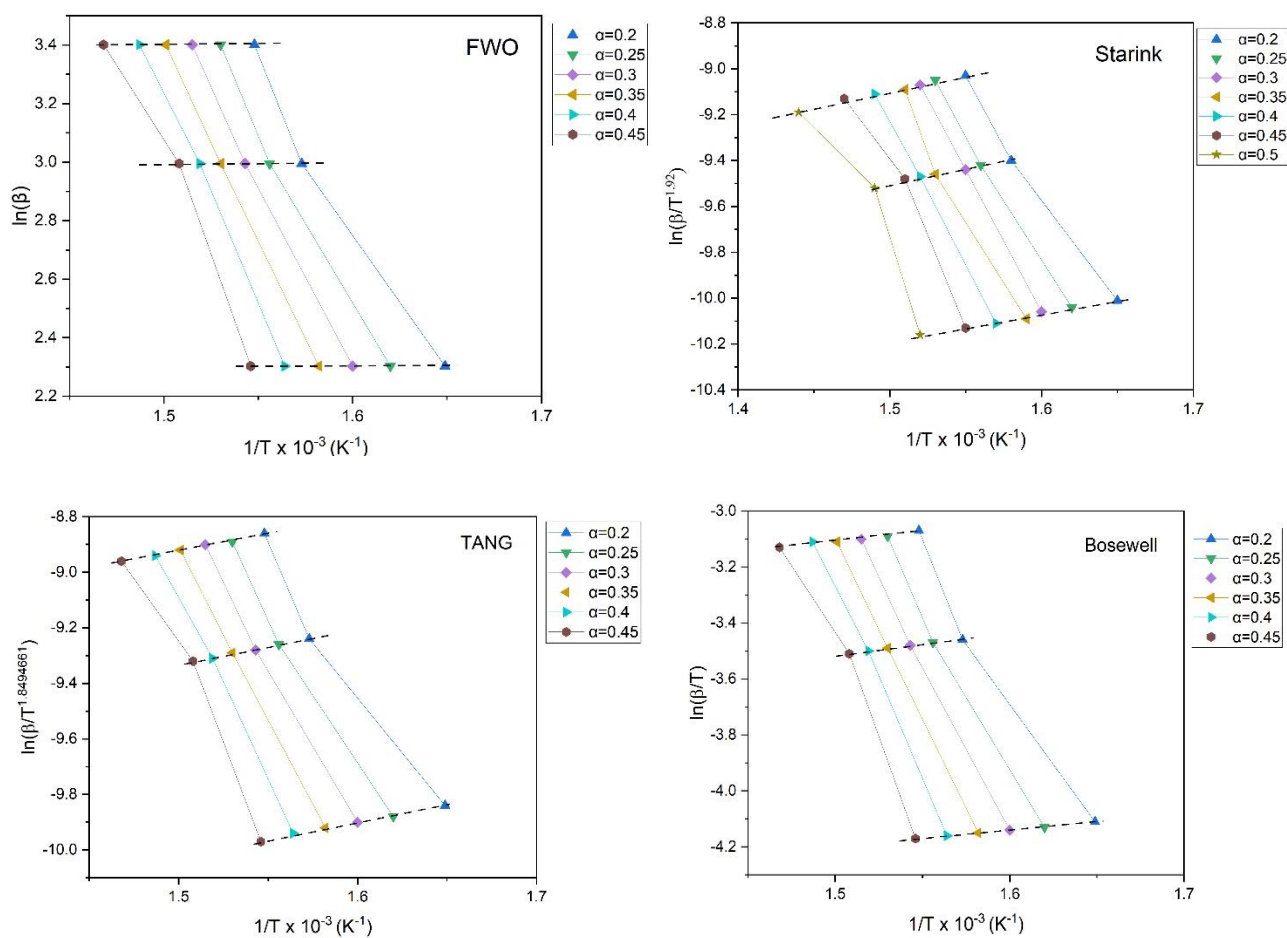 FWO
α=0.2
α=0.25
α=0.3
α=0.35
α=0.4
α=0.45
3.4
3.2
3.0
2.8
2.6
2.4
2.2
ln(β)
1.5
1.6
1.7
1/T x 10⁻³ (K⁻¹)
Starink
α=0.2
α=0.25
α=0.3
α=0.35
α=0.4
α=0.45
α=0.5
-8.8
-9.0
-9.2
-9.4
-9.6
-9.8
-10.0
-10.2
-10.4
ln(β/T^1.92)
1.4
1.5
1.6
1.7
1/T x 10⁻³ (K⁻¹)
TANG
α=0.2
α=0.25
α=0.3
α=0.35
α=0.4
α=0.45
-8.8
-9.0
-9.2
-9.4
-9.6
-9.8
-10.0
ln(β/T^1.8494661)
1.5
1.6
1.7
1/T x 10⁻³ (K⁻¹)
Bosewell
α=0.2
α=0.25
α=0.3
α=0.35
α=0.4
α=0.45
-3.0
-3.2
-3.4
-3.6
-3.8
-4.0
-4.2
ln(β/T)
1.5
1.6
1.7
1/T x 10⁻³ (K⁻¹)